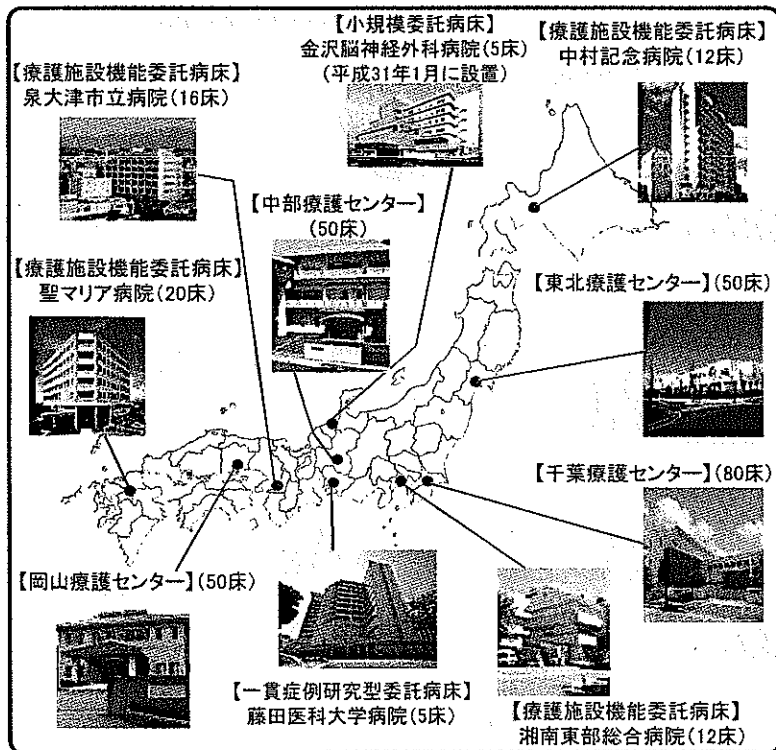 【小規模委託病床】
金沢脳神経外科病院(5床)
(平成31年1月に設置)
【療護施設機能委託病床】
中村記念病院(12床)
【療護施設機能委託病床】
泉大津市立病院(16床)
【中部療護センター】
(50床)
【療護施設機能委託病床】
聖マリア病院(20床)
【東北療護センター】(50床)
【千葉療護センター】(80床)
【岡山療護センター】(50床)
【一貫症例研究型委託病床】
藤田医科大学病院(5床)
【療護施設機能委託病床】
湘南東部総合病院(12床)